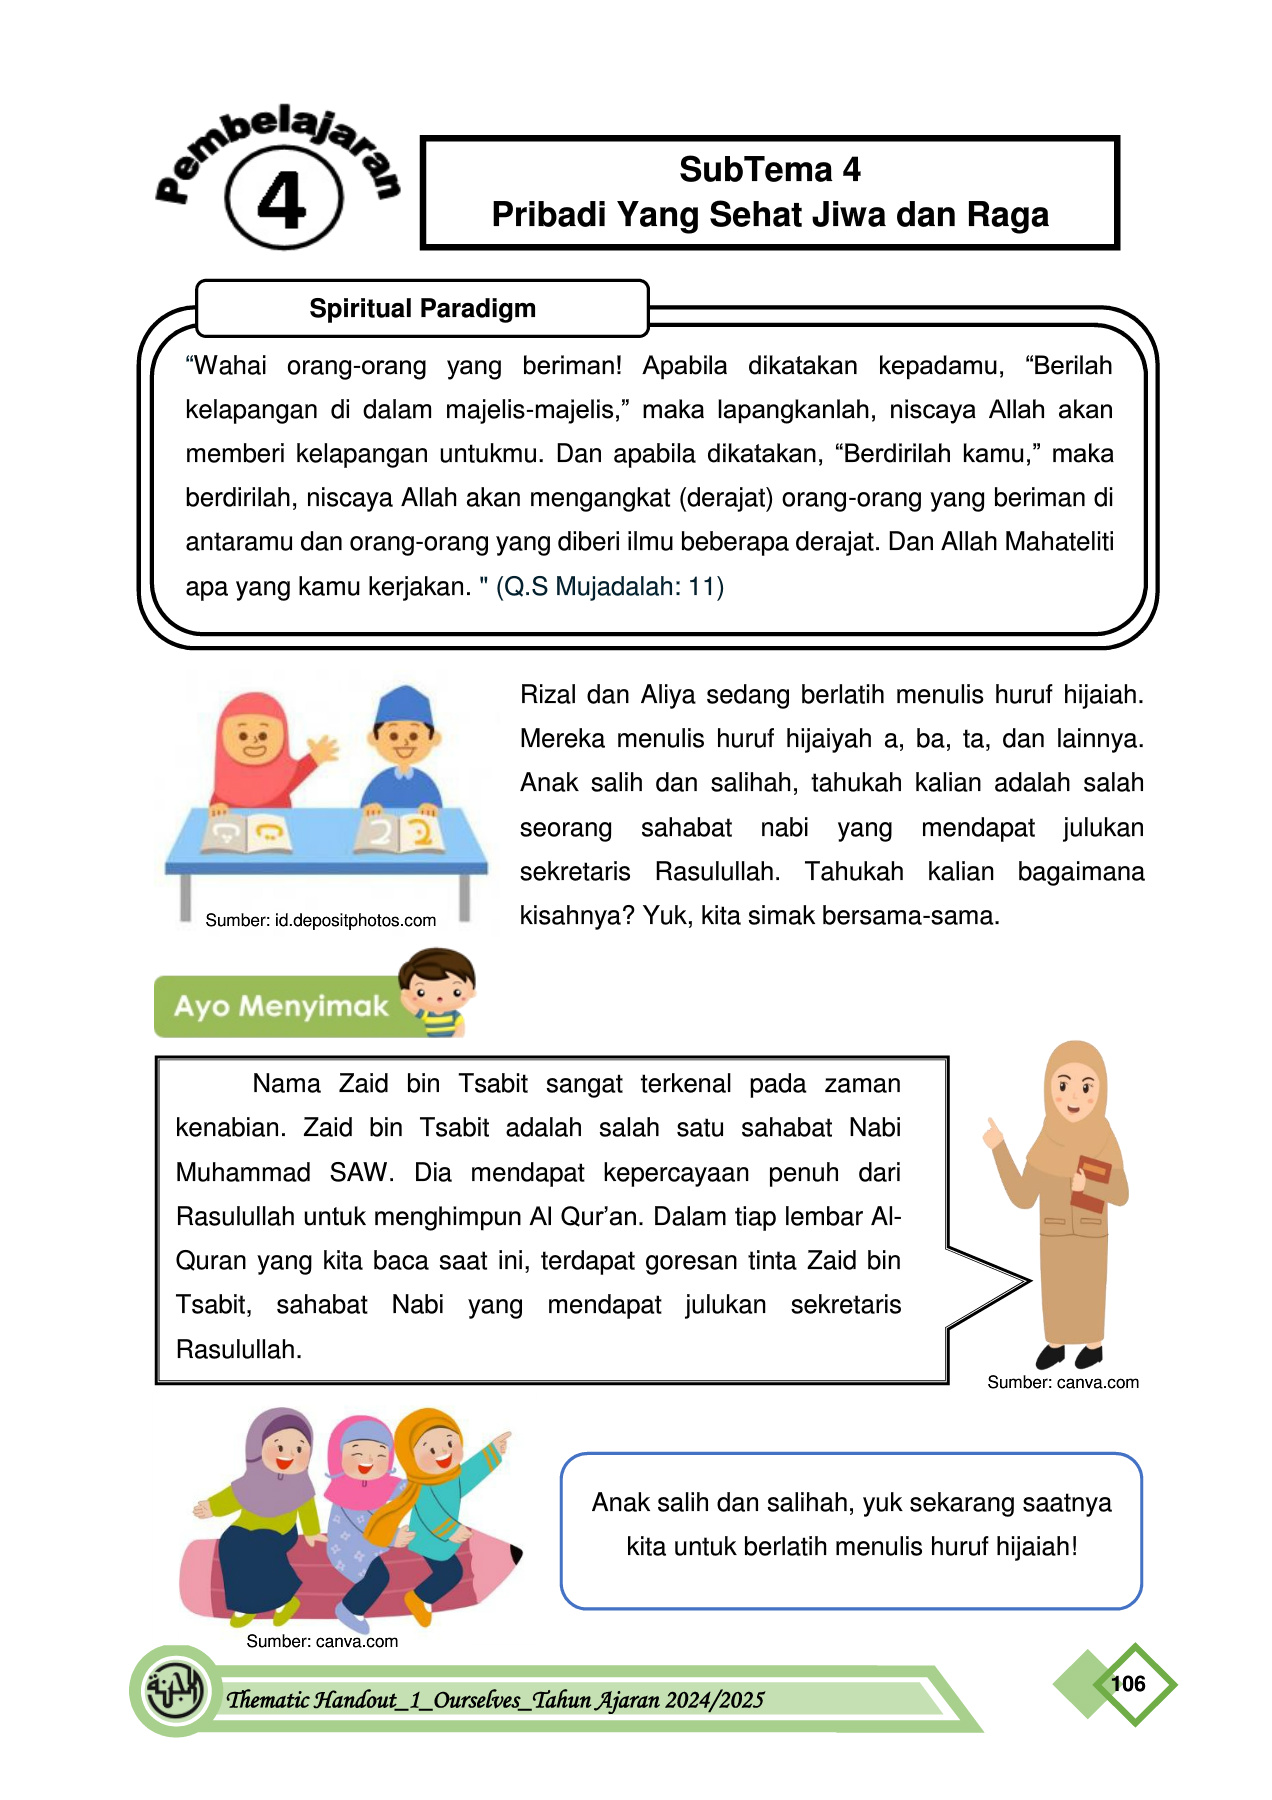 Pembelajaran
4
SubTema 4
Pribadi Yang Sehat Jiwa dan Raga
Spiritual Paradigm
“Wahai orang-orang yang beriman! Apabila dikatakan kepadamu, “Berilah
kelapangan di dalam majelis-majelis,” maka lapangkanlah, niscaya Allah akan
memberi kelapangan untukmu. Dan apabila dikatakan, “Berdirilah kamu,” maka
berdirilah, niscaya Allah akan mengangkat (derajat) orang-orang yang beriman di
antaramu dan orang-orang yang diberi ilmu beberapa derajat. Dan Allah Mahateliti
apa yang kamu kerjakan. " (Q.S Mujadalah: 11)
Rizal dan Aliya sedang berlatih menulis huruf hijaiah.
Mereka menulis huruf hijaiyah a, ba, ta, dan lainnya.
Anak salih dan salihah, tahukah kalian adalah salah
seorang sahabat nabi yang mendapat julukan
sekretaris Rasulullah. Tahukah kalian bagaimana
kisahnya? Yuk, kita simak bersama-sama.
Sumber: id.depositphotos.com
Ayo Menyimak
Nama Zaid bin Tsabit sangat terkenal pada zaman
kenabian. Zaid bin Tsabit adalah salah satu sahabat Nabi
Muhammad SAW. Dia mendapat kepercayaan penuh dari
Rasulullah untuk menghimpun Al Qur’an. Dalam tiap lembar Al-
Quran yang kita baca saat ini, terdapat goresan tinta Zaid bin
Tsabit, sahabat Nabi yang mendapat julukan sekretaris
Rasulullah.
Sumber: canva.com
Anak salih dan salihah, yuk sekarang saatnya
kita untuk berlatih menulis huruf hijaiah!
Sumber: canva.com
Thematic Handout_1_Ourselves_Tahun Ajaran 2024/2025
106